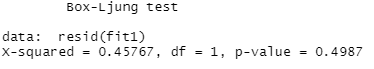 Box-Ljung test
data: resid(fit1)
X-squared = 0.45767, df = 1, p-value = 0.4987